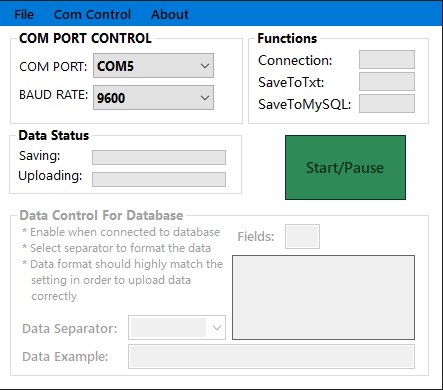 File Com Control About
COM PORT CONTROL
COM PORT: COM5
BAUD RATE: 9600
Functions
Connection:
SaveToTxt:
SaveToMySQL:
Data Status
Saving:
Uploading:
Start/Pause
Data Control For Database
* Enable when connected to database
* Select separator to format the data
* Data format should highly match the
setting in order to upload data
correctly
Fields:
Data Separator:
Data Example: